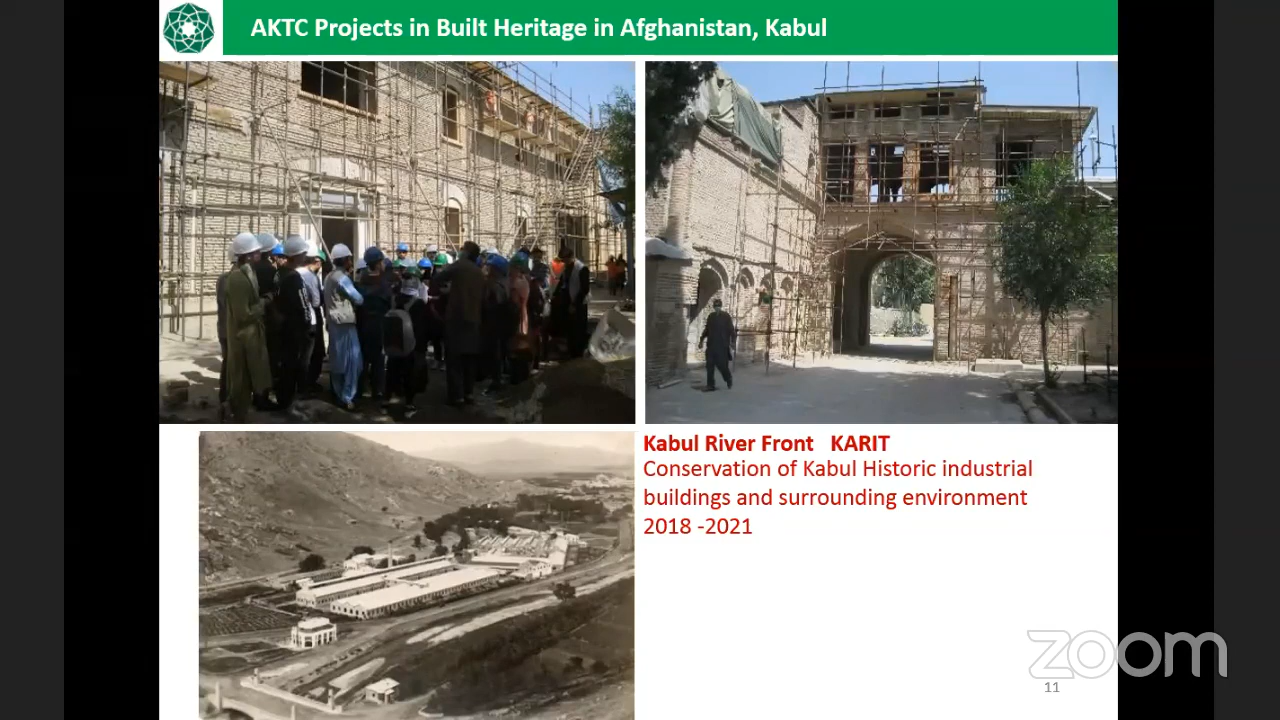 AKTC Projects in Built Heritage in Afghanistan, Kabul
Kabul River Front KARIT
Conservation of Kabul Historic industrial
buildings and surrounding environment
2018 -2021
zoom
11